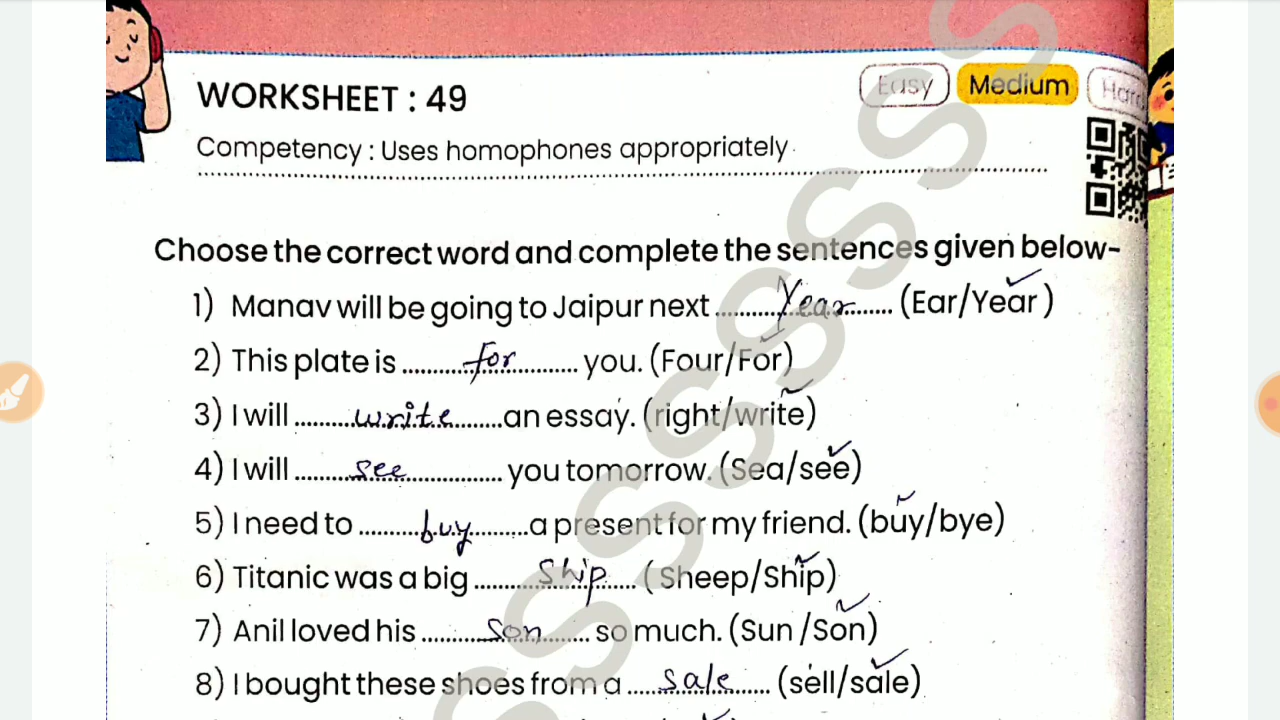 WORKSHEET : 49
Easy Medium
Competency : Uses homophones appropriately
Choose the correct word and complete the sentences given below-
1) Manav will be going to Jaipur next ..........Year.......... (Ear/Year)
2) This plate is ..........for.......... you. (Four/For)
3) I will ..........write..........an essay. (right/write)
4) I will ..........see.......... you tomorrow. (Sea/see)
5) I need to ..........buy..........a present for my friend. (buy/bye)
6) Titanic was a big ..........Ship.......... ( Sheep/Ship)
7) Anil loved his ..........Son.......... so much. (Sun /Son)
8) I bought these shoes from a ..........sale.......... (sell/sale)